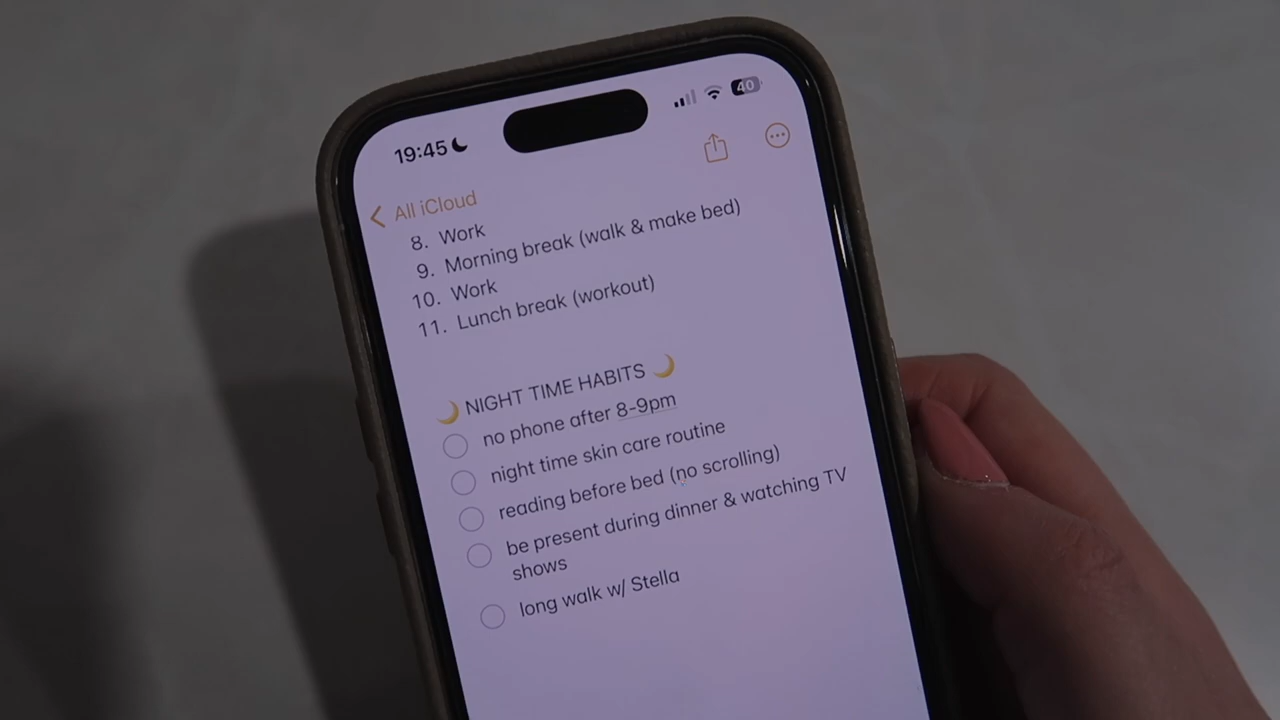 19:45
40
All iCloud
8. Work
9. Morning break (walk & make bed)
10. Work
11. Lunch break (workout)
🌙 NIGHT TIME HABITS 🌙
no phone after 8-9pm
night time skin care routine
reading before bed (no scrolling)
be present during dinner & watching TV
shows
long walk w/ Stella